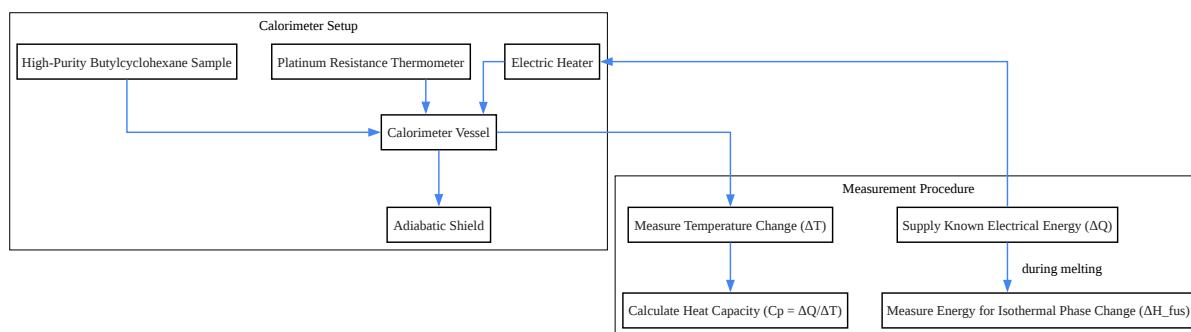 Calorimeter Setup
High-Purity Butylcyclohexane Sample
Platinum Resistance Thermometer
Electric Heater
Calorimeter Vessel
Adiabatic Shield
Measurement Procedure
Measure Temperature Change (ΔT)
Supply Known Electrical Energy (ΔQ)
during melting
Calculate Heat Capacity (Cp = ΔQ/ΔT)
Measure Energy for Isothermal Phase Change (ΔH_fus)